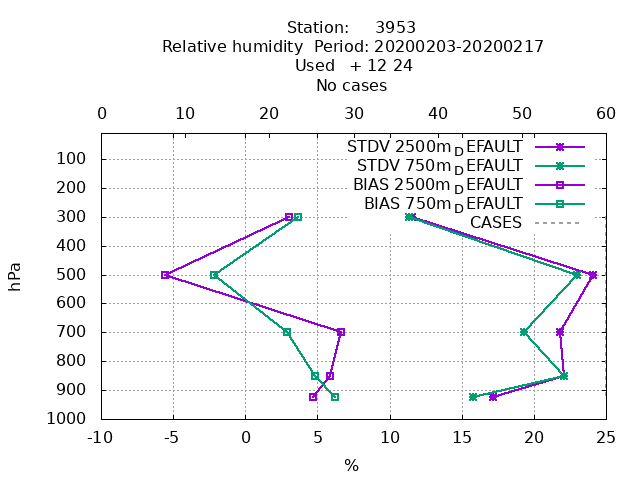 Station: 3953
Relative humidity Period: 20200203-20200217
Used + 12 24
No cases
0 10 20 30 40 50 60
STDV 2500m_DEFAULT
STDV 750m_DEFAULT
BIAS 2500m_DEFAULT
BIAS 750m_DEFAULT
CASES
hPa
100
200
300
400
500
600
700
800
900
1000
-10 -5 0 5 10 15 20 25
%